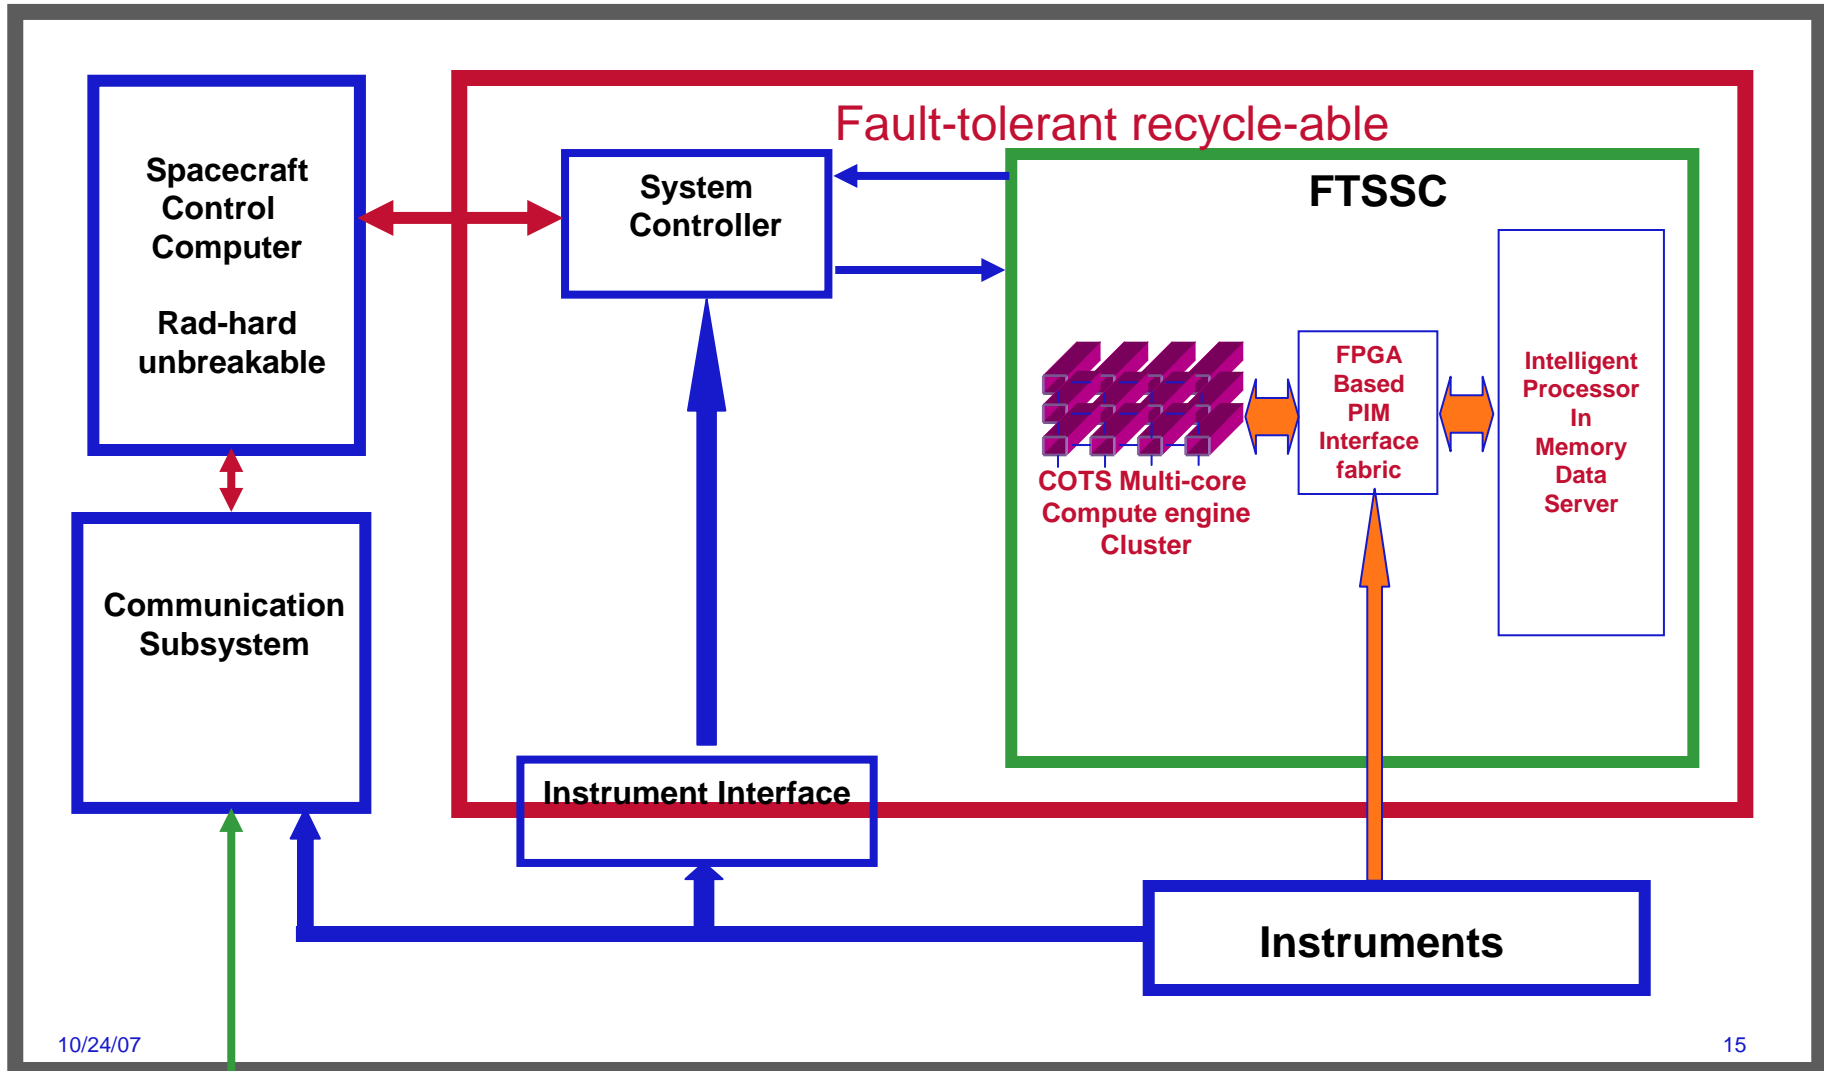 Fault-tolerant recycle-able
Spacecraft
Control
Computer
Rad-hard
unbreakable
System
Controller
FTSSC
COTS Multi-core
Compute engine
Cluster
FPGA
Based
PIM
Interface
fabric
Intelligent
Processor
In
Memory
Data
Server
Communication
Subsystem
Instrument Interface
Instruments
10/24/07
15